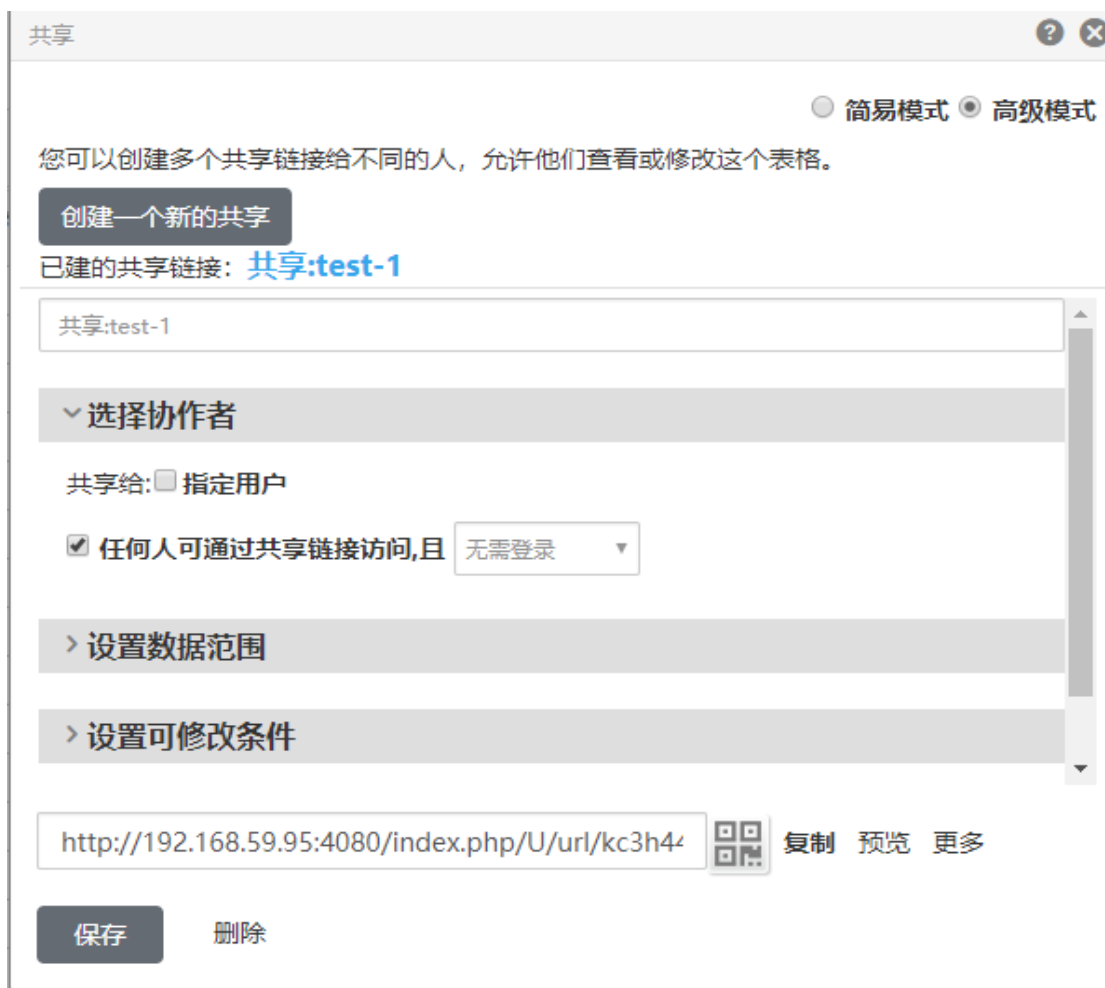 共享
简易模式 高级模式
您可以创建多个共享链接给不同的人，允许他们查看或修改这个表格。
创建一个新的共享
已建的共享链接：共享:test-1
共享:test-1
选择协作者
共享给: 指定用户
任何人可通过共享链接访问,且 无需登录
设置数据范围
设置可修改条件
http://192.168.59.95:4080/index.php/U/url/kc3h44 复制 预览 更多
保存 删除